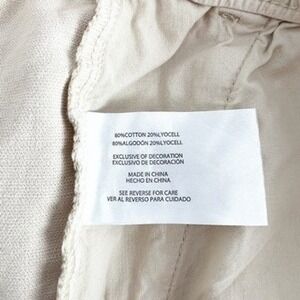 80%COTTON 20%LYOCELL
80%ALGODÓN 20%LYOCELL
EXCLUSIVE OF DECORATION
EXCLUSIVO DE DECORACIÓN
MADE IN CHINA
HECHO EN CHINA
SEE REVERSE FOR CARE
VER AL REVERSO PARA CUIDADO